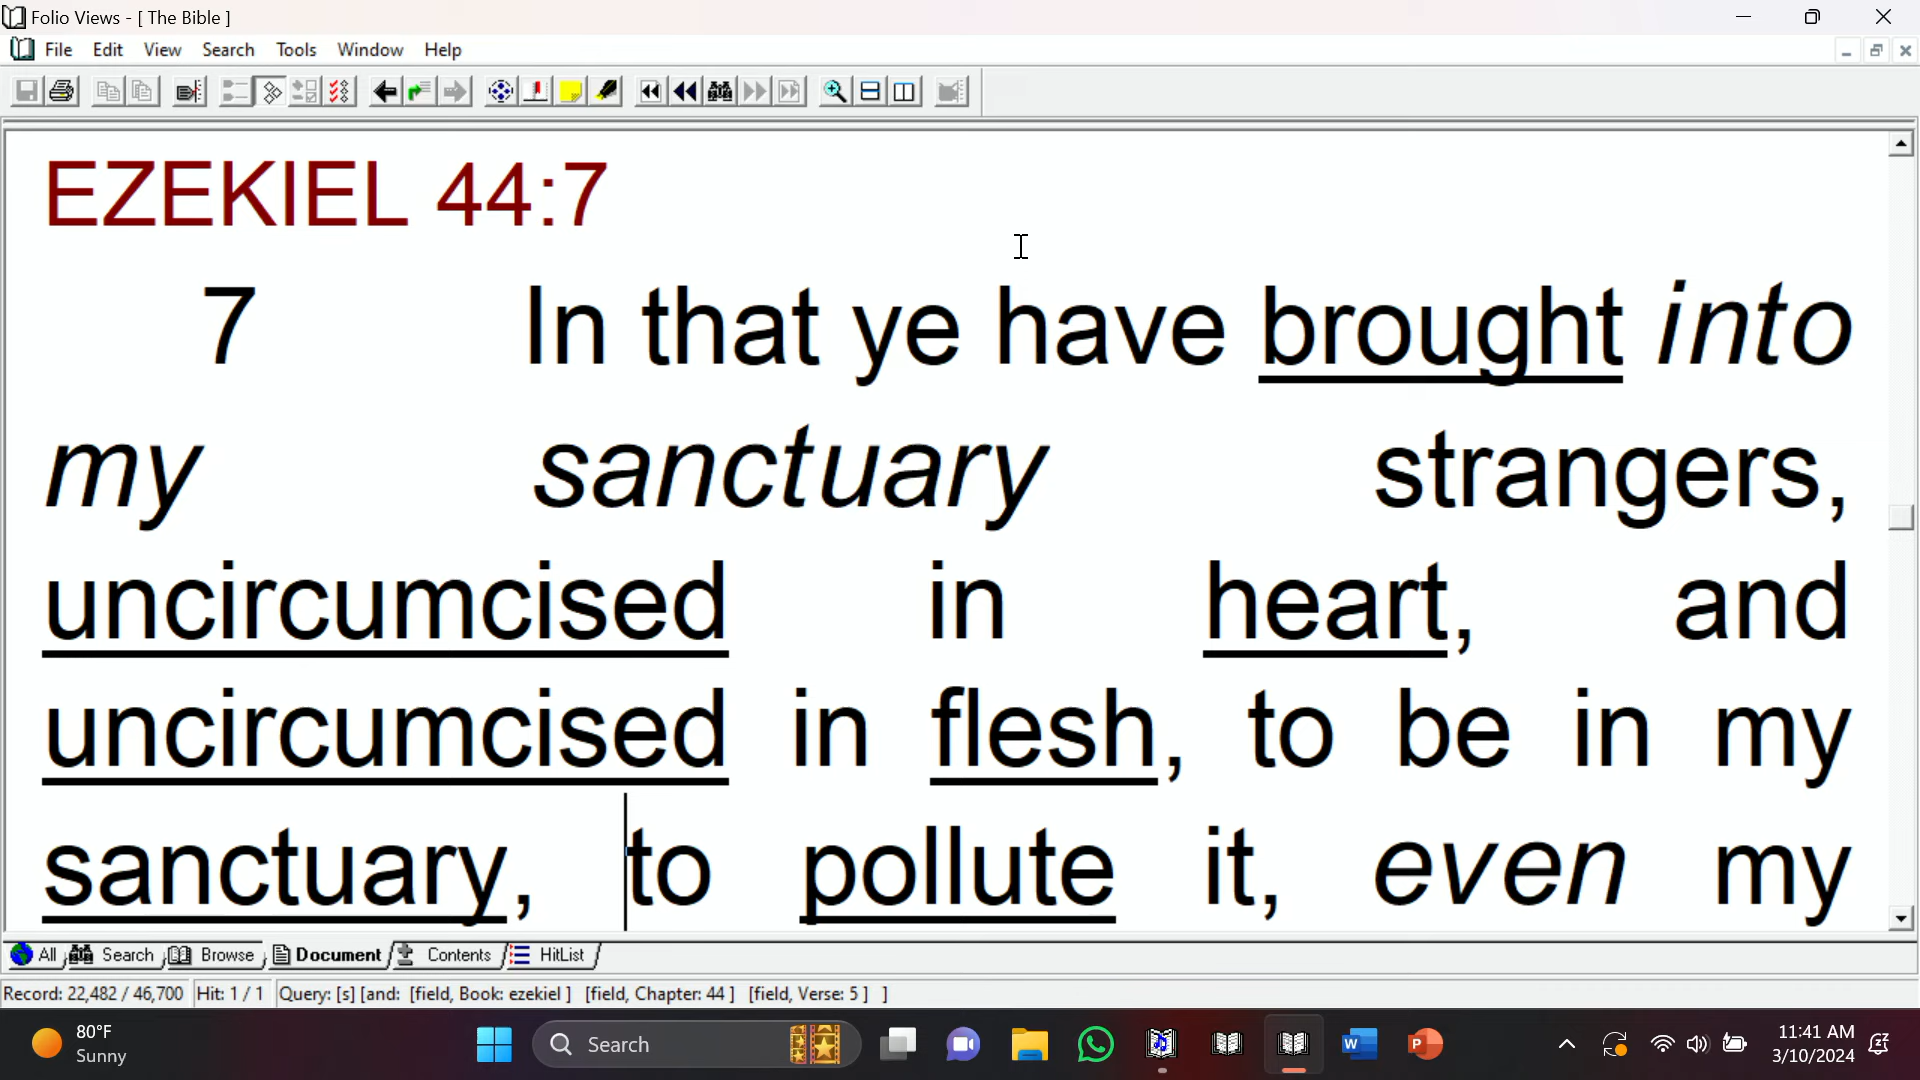 Folio Views - [ The Bible ]
File Edit View Search Tools Window Help
EZEKIEL 44:7
7 In that ye have brought into
my sanctuary strangers,
uncircumcised in heart, and
uncircumcised in flesh, to be in my
sanctuary, to pollute it, even my
All Search Browse Document Contents HitList
Record: 22,482 / 46,700 Hit: 1 / 1 Query: [s] [and: [field, Book: ezekiel ] [field, Chapter: 44 ] [field, Verse: 5 ] ]
80°F
Sunny
Search
11:41 AM
3/10/2024